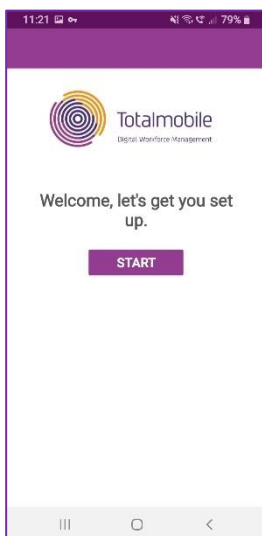 11:21
79%
Totalmobile
Digital Workforce Management
Welcome, let's get you set
up.
START